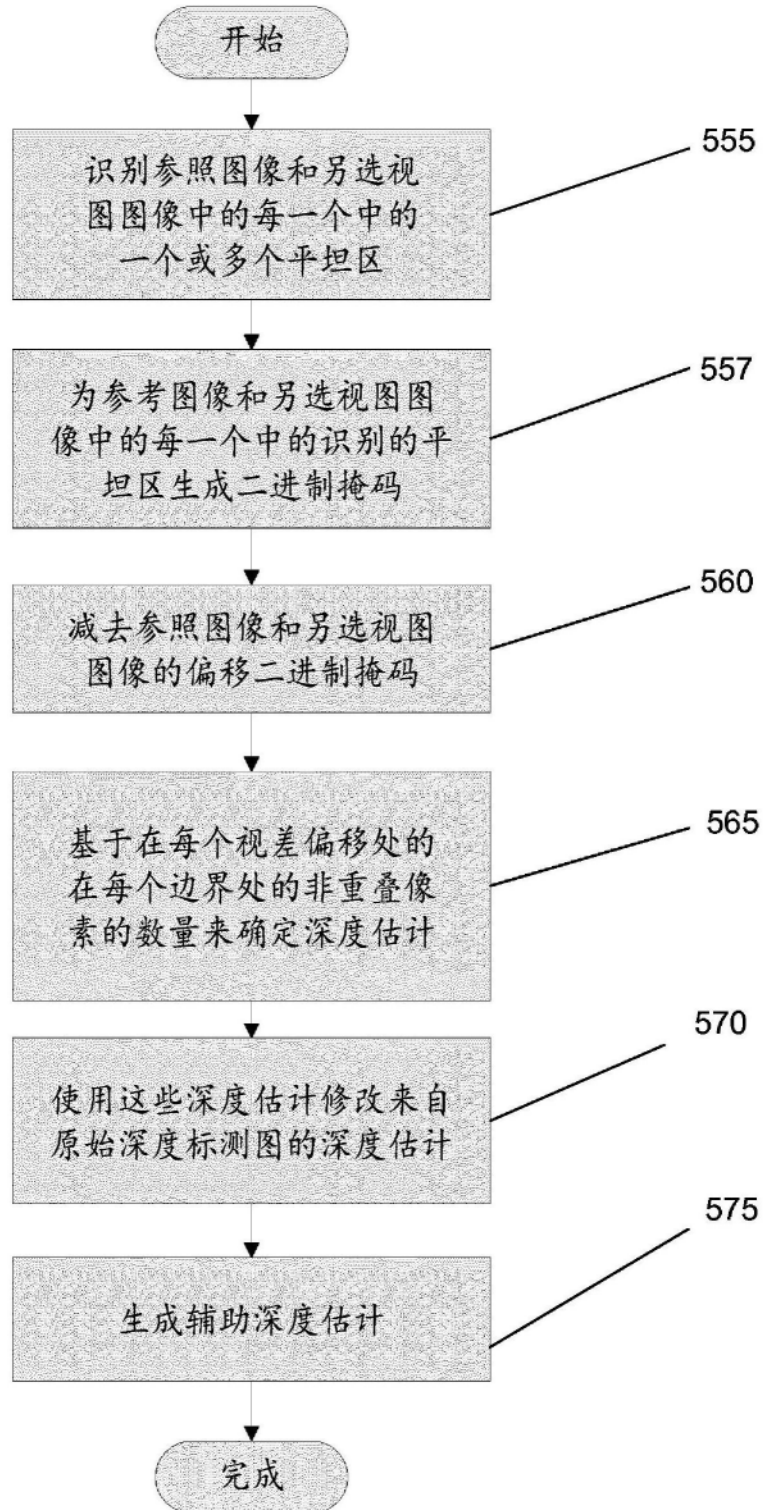 开始
555
识别参照图像和另选视
图图像中的每一个中的
一个或多个平坦区
557
为参考图像和另选视图图
像中的每一个中的识别的平
坦区生成二进制掩码
560
减去参照图像和另选视图
图像的偏移二进制掩码
565
基于在每个视差偏移处的
在每个边界处的非重叠像
素的数量来确定深度估计
570
使用这些深度估计修改来自
原始深度标测图的深度估计
575
生成辅助深度估计
完成